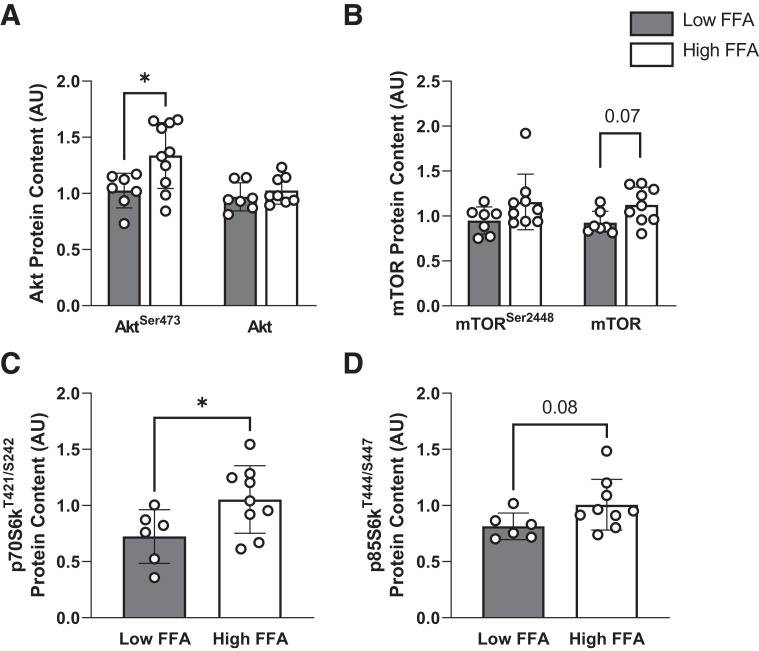 A
B
Low FFA
High FFA
Akt Protein Content (AU)
2.0
1.5
1.0
0.5
0.0
*
Akt^Ser473
Akt
mTOR Protein Content (AU)
2.5
2.0
1.5
1.0
0.5
0.0
0.07
mTOR^Ser2448
mTOR
C
D
p70S6k^T421/S242
Protein Content (AU)
2.0
1.5
1.0
0.5
0.0
*
Low FFA
High FFA
p85S6k^T444/S447
Protein Content (AU)
2.0
1.5
1.0
0.5
0.0
0.08
Low FFA
High FFA